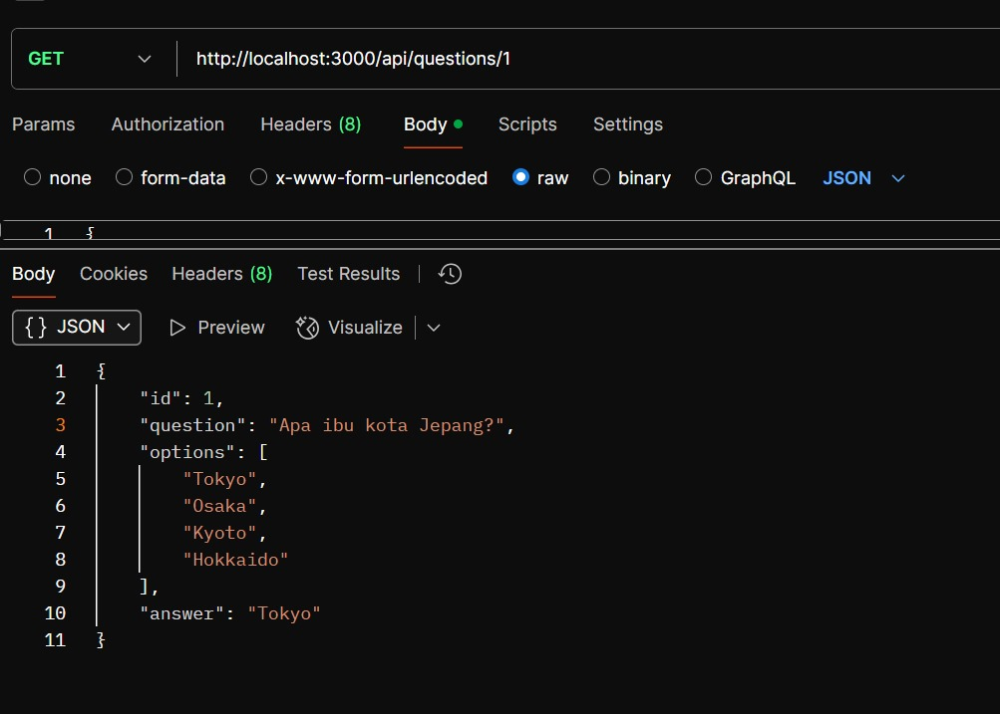 GET http://localhost:3000/api/questions/1
Params Authorization Headers (8) Body Scripts Settings
none form-data x-www-form-urlencoded raw binary GraphQL JSON
1 {
Body Cookies Headers (8) Test Results
{} JSON Preview Visualize
1 {
2 "id": 1,
3 "question": "Apa ibu kota Jepang?",
4 "options": [
5 "Tokyo",
6 "Osaka",
7 "Kyoto",
8 "Hokkaido"
9 ],
10 "answer": "Tokyo"
11 }